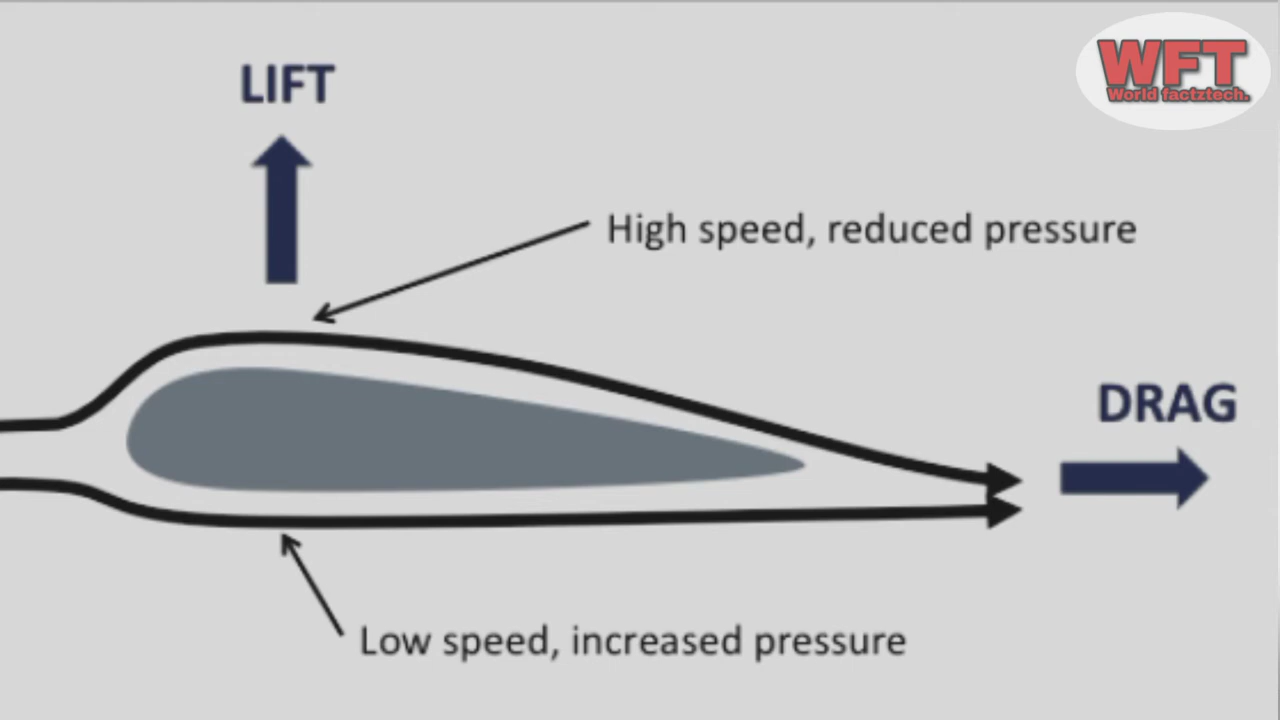 WFT
World factztech.
LIFT
High speed, reduced pressure
DRAG
Low speed, increased pressure